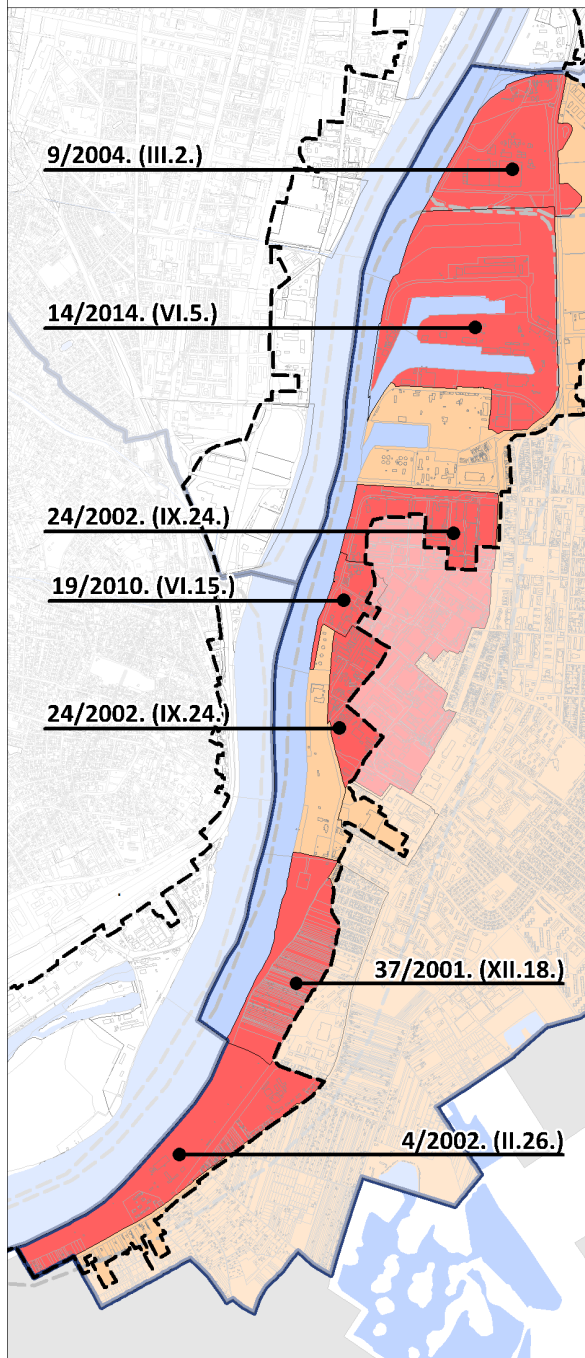 9/2004. (III.2.)
14/2014. (VI.5.)
24/2002. (IX.24.)
19/2010. (VI.15.)
24/2002. (IX.24.)
37/2001. (XII.18.)
4/2002. (II.26.)